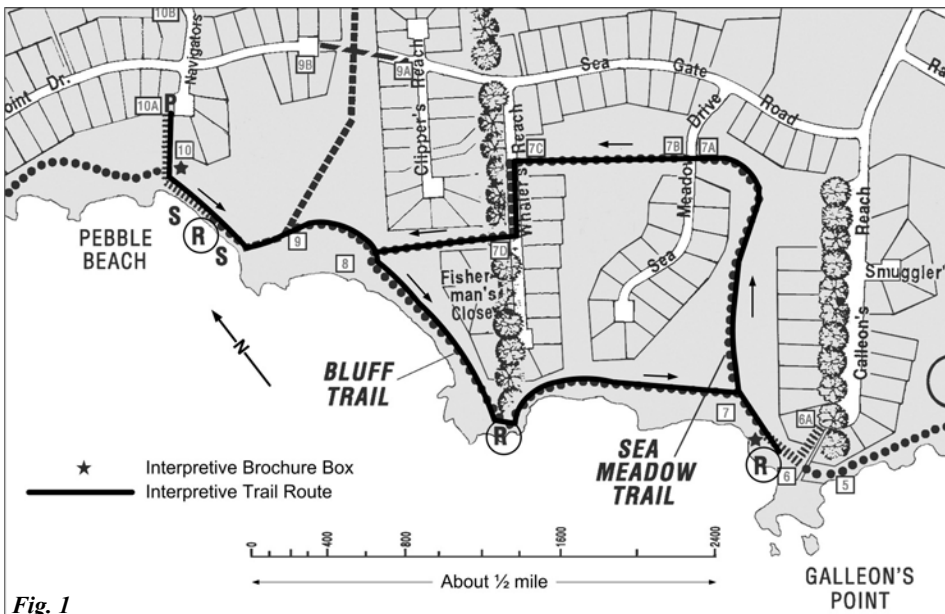 10B
Navigators
9B
Point Dr.
10A
P
9A
Clipper's Reach
Sea Gate Road
Drive
Ra
10
7C
7B
7A
Whaler's Reach
Meadow
Sea
Reach
Galleon's
Smuggler'
S
R
S
PEBBLE
BEACH
9
8
7D
Fisher-
man's
Close
N
BLUFF
TRAIL
R
7
6A
SEA
MEADOW
TRAIL
R
6
5
Interpretive Brochure Box
Interpretive Trail Route
0
400
800
1600
2400
About ½ mile
GALLEON'S
POINT
Fig. 1